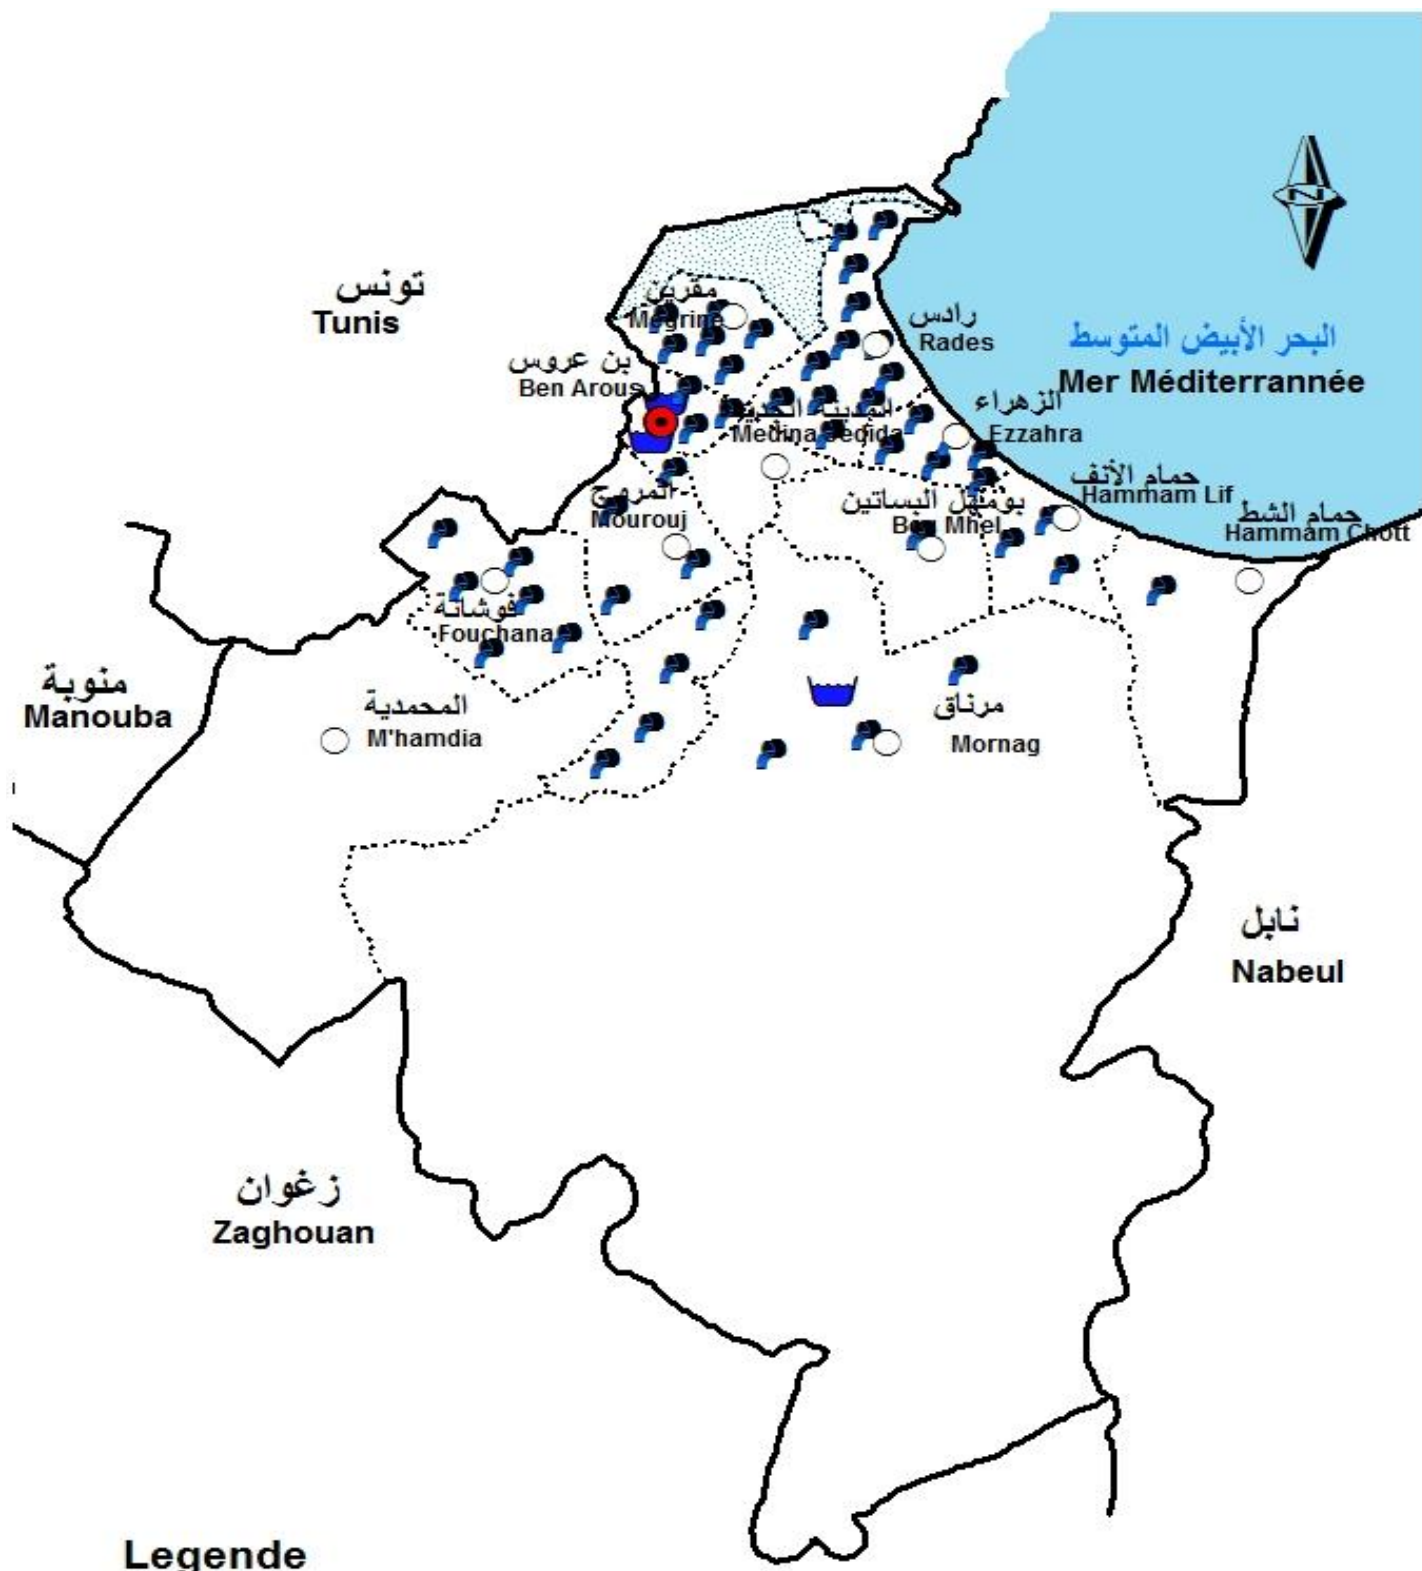 تونس
Tunis
مقرين
Megrine
رادس
Rades
البحر الأبيض المتوسط
Mer Méditerrannée
بن عروس
Ben Arous
المدينة الجديدة
Medina Jedida
الزهراء
Ezzahra
حمام الأنف
Hammam Lif
حمام الشط
Hammam Chott
المروج
Mourouj
بومهل البساتين
Bou Mhel
فوشانة
Fouchana
منوبة
Manouba
المحمدية
M'hamdia
مرناق
Mornag
نابل
Nabeul
زغوان
Zaghouan
Legende
N